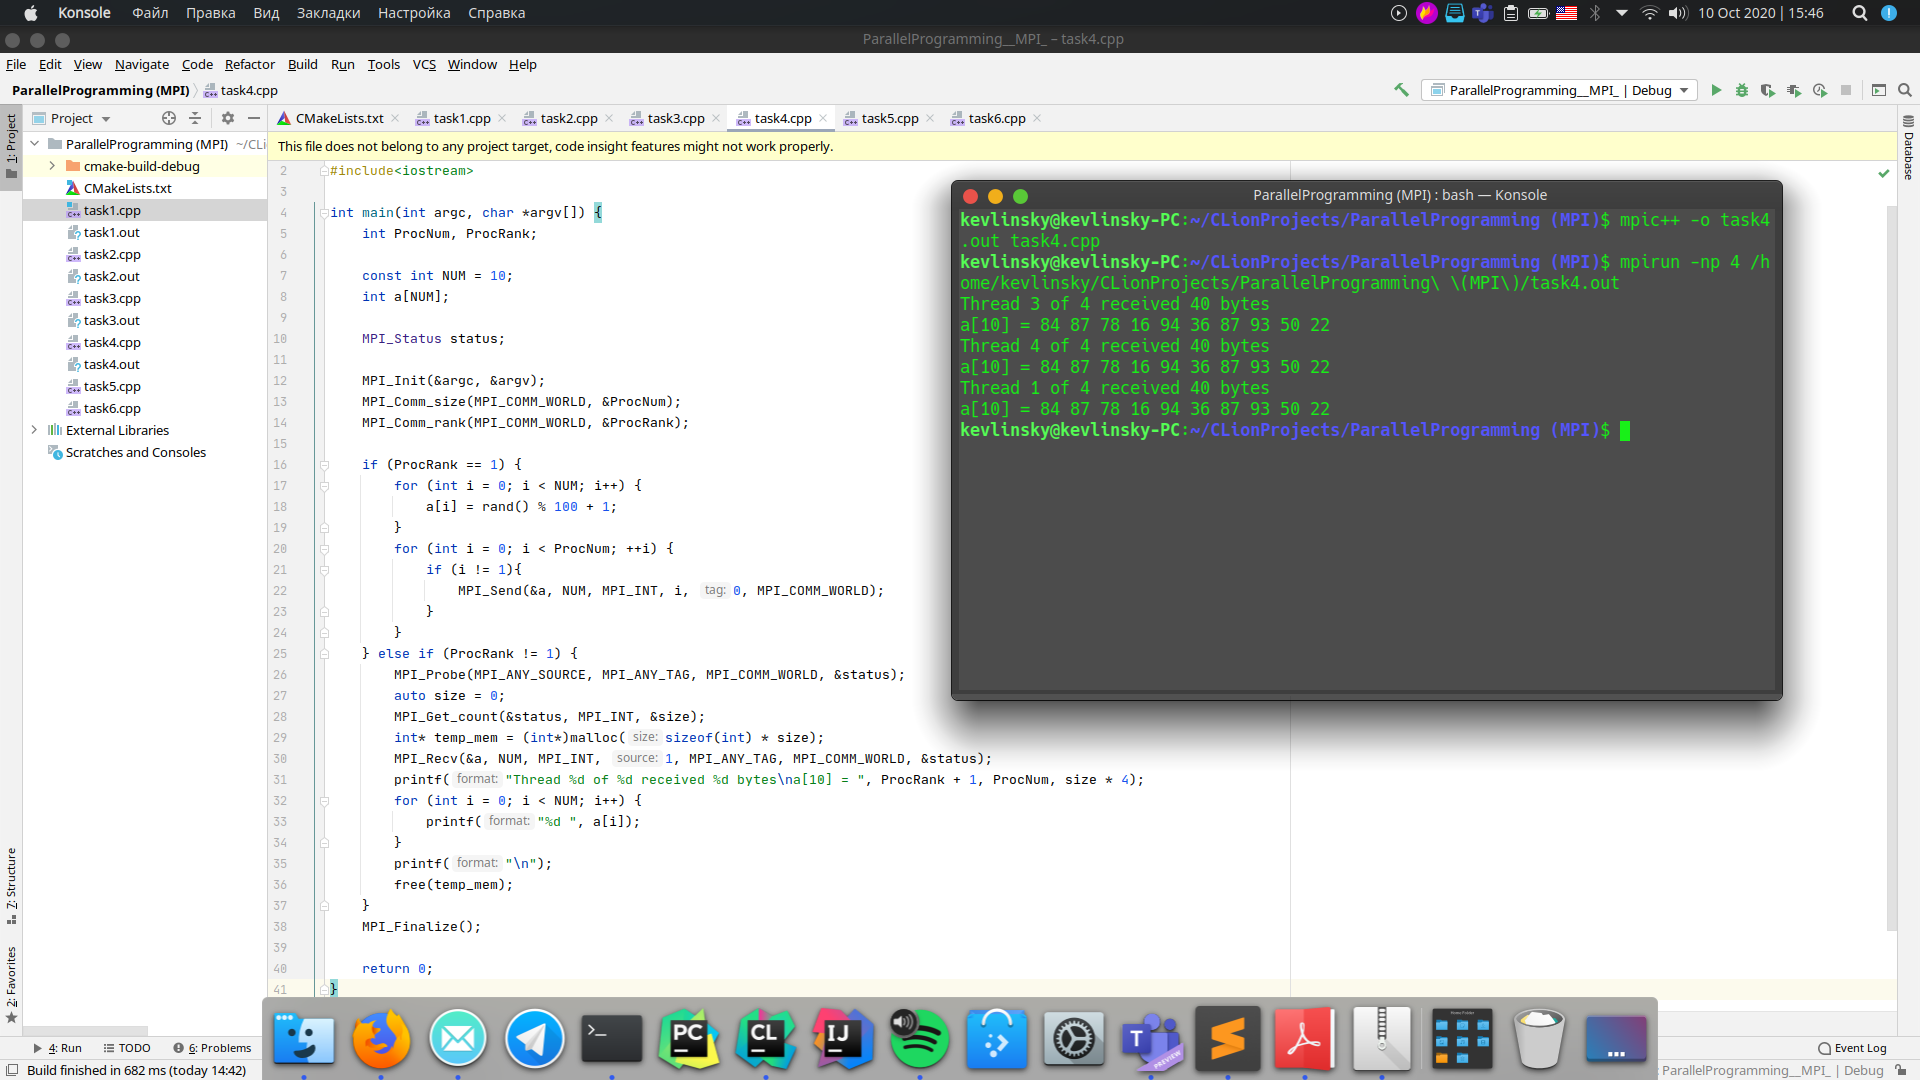 Konsole Файл Правка Вид Закладки Настройка Справка 10 Oct 2020 | 15:46
ParallelProgramming__MPI_ – task4.cpp
File Edit View Navigate Code Refactor Build Run Tools VCS Window Help
ParallelProgramming (MPI) task4.cpp ParallelProgramming__MPI_ | Debug
Project CMakeLists.txt task1.cpp task2.cpp task3.cpp task4.cpp task5.cpp task6.cpp
1: Project
Database
This file does not belong to any project target, code insight features might not work properly.
ParallelProgramming (MPI) ~/CLi
cmake-build-debug
CMakeLists.txt
task1.cpp
task1.out
task2.cpp
task2.out
task3.cpp
task3.out
task4.cpp
task4.out
task5.cpp
task6.cpp
External Libraries
Scratches and Consoles
7: Structure
2: Favorites
2 #include<iostream>
3
4 int main(int argc, char *argv[]) {
5 int ProcNum, ProcRank;
6
7 const int NUM = 10;
8 int a[NUM];
9
10 MPI_Status status;
11
12 MPI_Init(&argc, &argv);
13 MPI_Comm_size(MPI_COMM_WORLD, &ProcNum);
14 MPI_Comm_rank(MPI_COMM_WORLD, &ProcRank);
15
16 if (ProcRank == 1) {
17 for (int i = 0; i < NUM; i++) {
18 a[i] = rand() % 100 + 1;
19 }
20 for (int i = 0; i < ProcNum; ++i) {
21 if (i != 1){
22 MPI_Send(&a, NUM, MPI_INT, i, tag: 0, MPI_COMM_WORLD);
23 }
24 }
25 } else if (ProcRank != 1) {
26 MPI_Probe(MPI_ANY_SOURCE, MPI_ANY_TAG, MPI_COMM_WORLD, &status);
27 auto size = 0;
28 MPI_Get_count(&status, MPI_INT, &size);
29 int* temp_mem = (int*)malloc( size: sizeof(int) * size);
30 MPI_Recv(&a, NUM, MPI_INT, source: 1, MPI_ANY_TAG, MPI_COMM_WORLD, &status);
31 printf( format: "Thread %d of %d received %d bytes\na[10] = ", ProcRank + 1, ProcNum, size * 4);
32 for (int i = 0; i < NUM; i++) {
33 printf( format: "%d ", a[i]);
34 }
35 printf( format: "\n");
36 free(temp_mem);
37 }
38 MPI_Finalize();
39
40 return 0;
41 }
ParallelProgramming (MPI) : bash — Konsole
kevlinsky@kevlinsky-PC:~/CLionProjects/ParallelProgramming (MPI)$ mpic++ -o task4
.out task4.cpp
kevlinsky@kevlinsky-PC:~/CLionProjects/ParallelProgramming (MPI)$ mpirun -np 4 /h
ome/kevlinsky/CLionProjects/ParallelProgramming\ \(MPI\)/task4.out
Thread 3 of 4 received 40 bytes
a[10] = 84 87 78 16 94 36 87 93 50 22
Thread 4 of 4 received 40 bytes
a[10] = 84 87 78 16 94 36 87 93 50 22
Thread 1 of 4 received 40 bytes
a[10] = 84 87 78 16 94 36 87 93 50 22
kevlinsky@kevlinsky-PC:~/CLionProjects/ParallelProgramming (MPI)$
>_ PC CL IJ T PREVIEW Home Folder
4: Run TODO 6: Problems Event Log
Build finished in 682 ms (today 14:42) ParallelProgramming__MPI_ | Debug